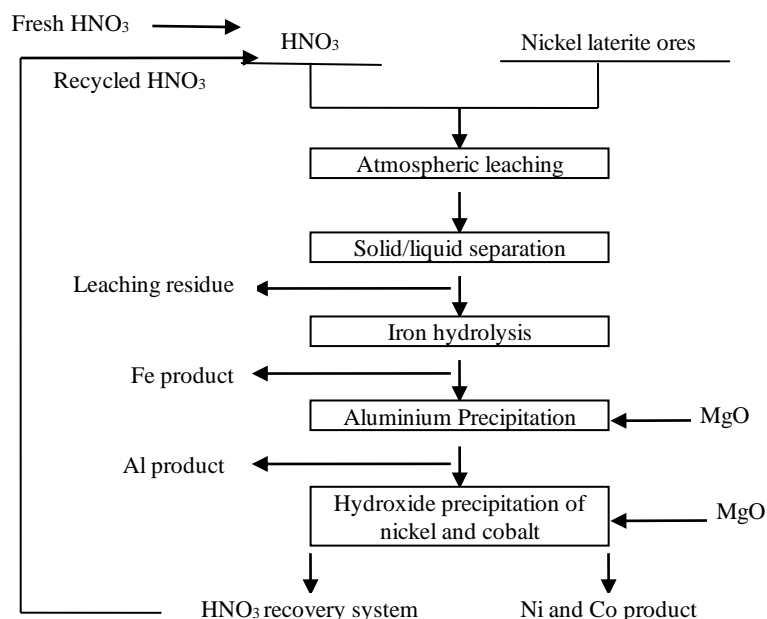 Fresh HNO₃
HNO₃
Nickel laterite ores
Recycled HNO₃
Atmospheric leaching
Solid/liquid separation
Leaching residue
Iron hydrolysis
Fe product
Aluminium Precipitation
MgO
Al product
Hydroxide precipitation of
nickel and cobalt
MgO
HNO₃ recovery system
Ni and Co product